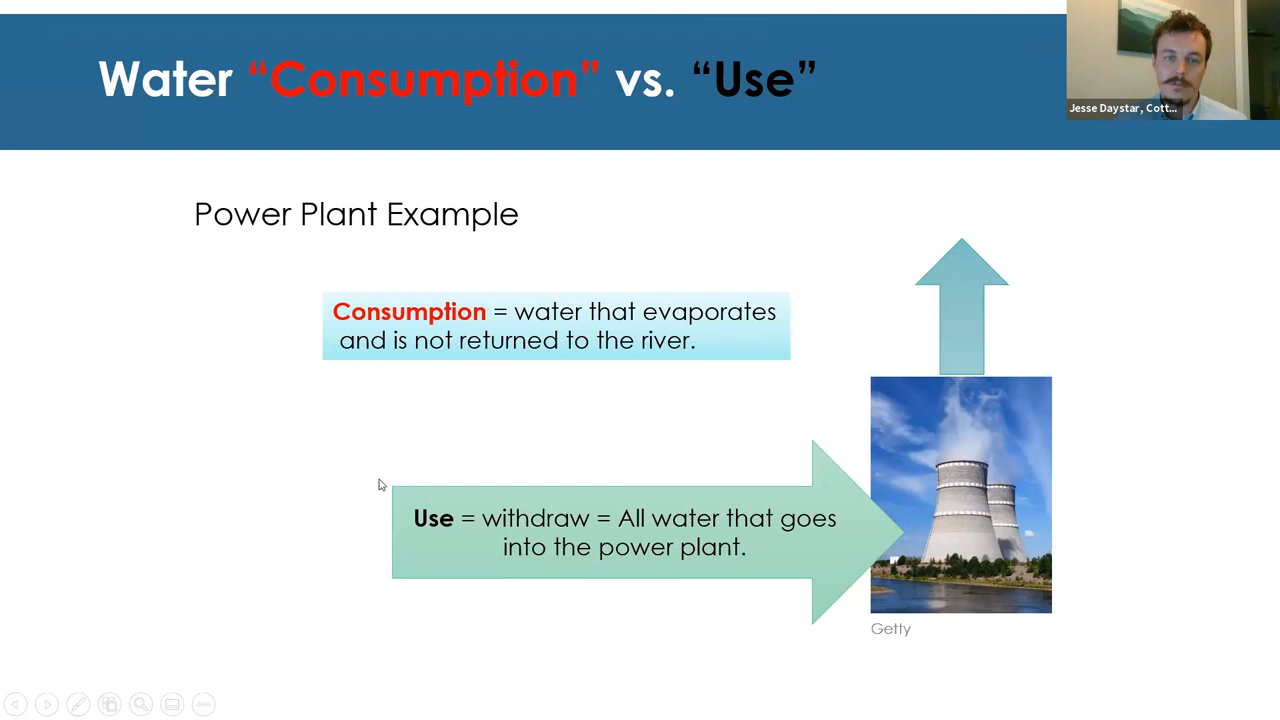 Water “Consumption” vs. “Use”
Jesse Daystar, Cott...
Power Plant Example
Consumption = water that evaporates
and is not returned to the river.
Use = withdraw = All water that goes
into the power plant.
Getty